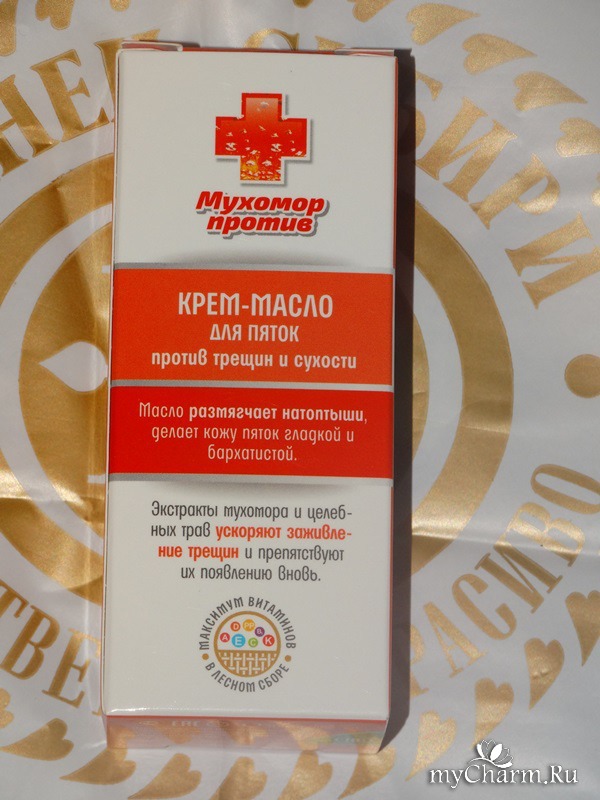 Мухомор
против
КРЕМ-МАСЛО
ДЛЯ ПЯТОК
против трещин и сухости
Масло размягчает натоптыши,
делает кожу пяток гладкой и
бархатистой.
Экстракты мухомора и целеб-
ных трав ускоряют заживле-
ние трещин и препятствуют
их появлению вновь.
МАКСИМУМ ВИТАМИНОВ
D PP B
A E C K
В ЛЕСНОМ СБОРЕ
myCharm.Ru